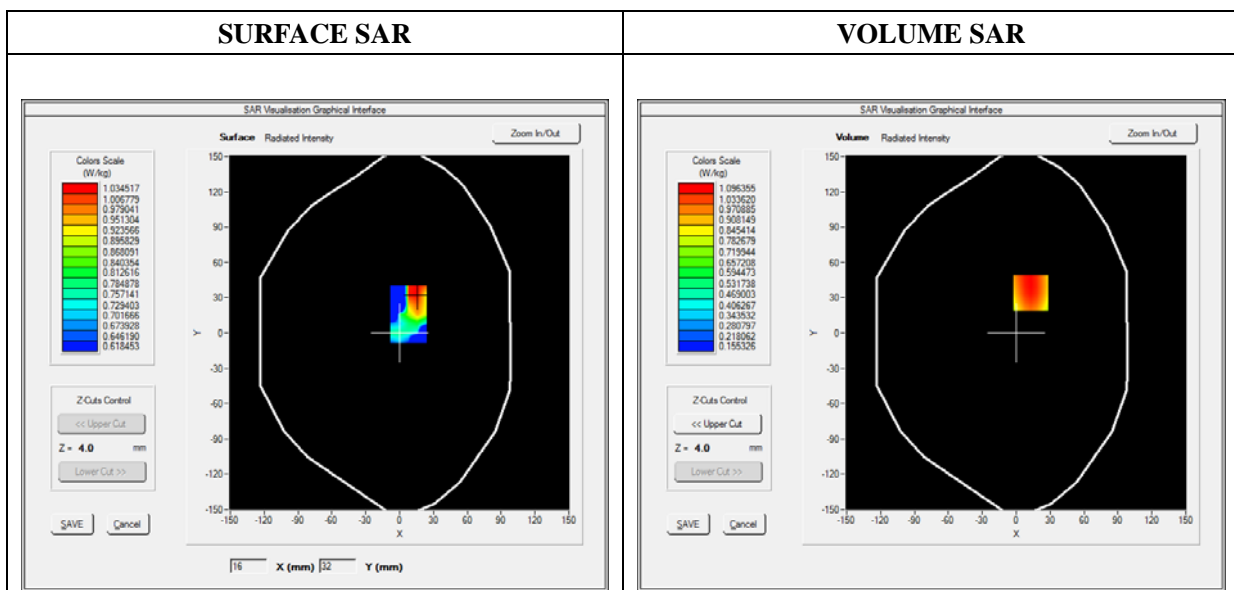 SURFACE SAR
VOLUME SAR
SAR Visualisation Graphical Interface
Surface Radiated Intensity
Zoom In/Out
Colors Scale
(W/kg)
1.034517
1.006779
0.979041
0.951304
0.923566
0.895829
0.868091
0.840354
0.812616
0.784878
0.757141
0.729403
0.701666
0.673928
0.646190
0.618453
Z-Cuts Control
<< Upper Cut
Z = 4.0 mm
Lower Cut >>
SAVE Cancel
150
120
90
60
30
0
-30
-60
-90
-120
-150
Y
-150 -120 -90 -60 -30 0 30 60 90 120 150
X
16 X (mm) 32 Y (mm)
SAR Visualisation Graphical Interface
Volume Radiated Intensity
Zoom In/Out
Colors Scale
(W/kg)
1.096355
1.033620
0.970885
0.908149
0.845414
0.782679
0.719944
0.657208
0.594473
0.531738
0.469003
0.406267
0.343532
0.280797
0.218062
0.155326
Z-Cuts Control
<< Upper Cut
Z = 4.0 mm
Lower Cut >>
SAVE Cancel
150
120
90
60
30
0
-30
-60
-90
-120
-150
Y
-150 -120 -90 -60 -30 0 30 60 90 120 150
X